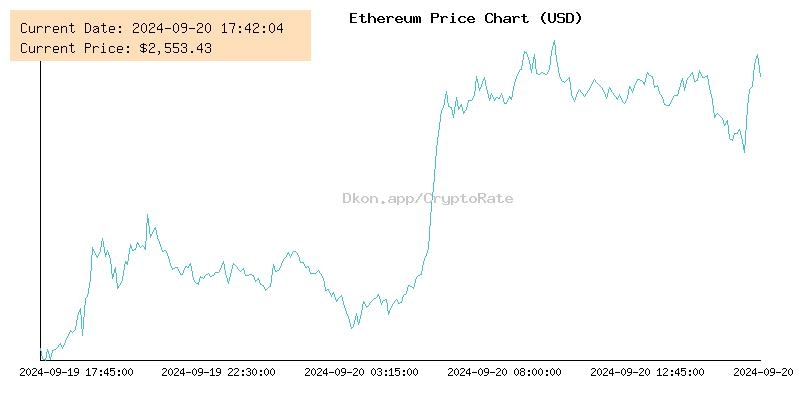 Ethereum Price Chart (USD)
Current Date: 2024-09-20 17:42:04
Current Price: $2,553.43
Dkon.app/CryptoRate
2024-09-19 17:45:00
2024-09-19 22:30:00
2024-09-20 03:15:00
2024-09-20 08:00:00
2024-09-20 12:45:00
2024-09-20